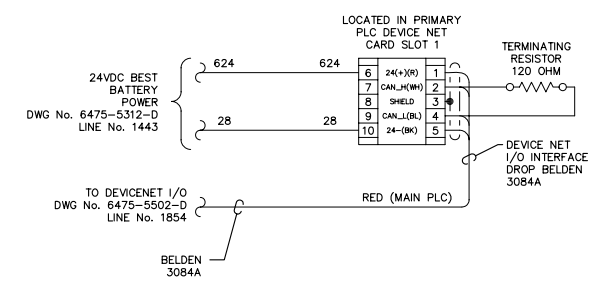 LOCATED IN PRIMARY
PLC DEVICE NET
CARD SLOT 1
TERMINATING
RESISTOR
120 OHM
24VDC BEST
BATTERY
POWER
DWG No. 6475-5312-D
LINE No. 1443
624 624
28 28
6 24(+)(R) 1
7 CAN_H(WH) 2
8 SHIELD 3
9 CAN_L(BL) 4
10 24-(BK) 5
DEVICE NET
I/O INTERFACE
DROP BELDEN
3084A
TO DEVICENET I/O
DWG No. 6475-5502-D
LINE No. 1854
RED (MAIN PLC)
BELDEN
3084A